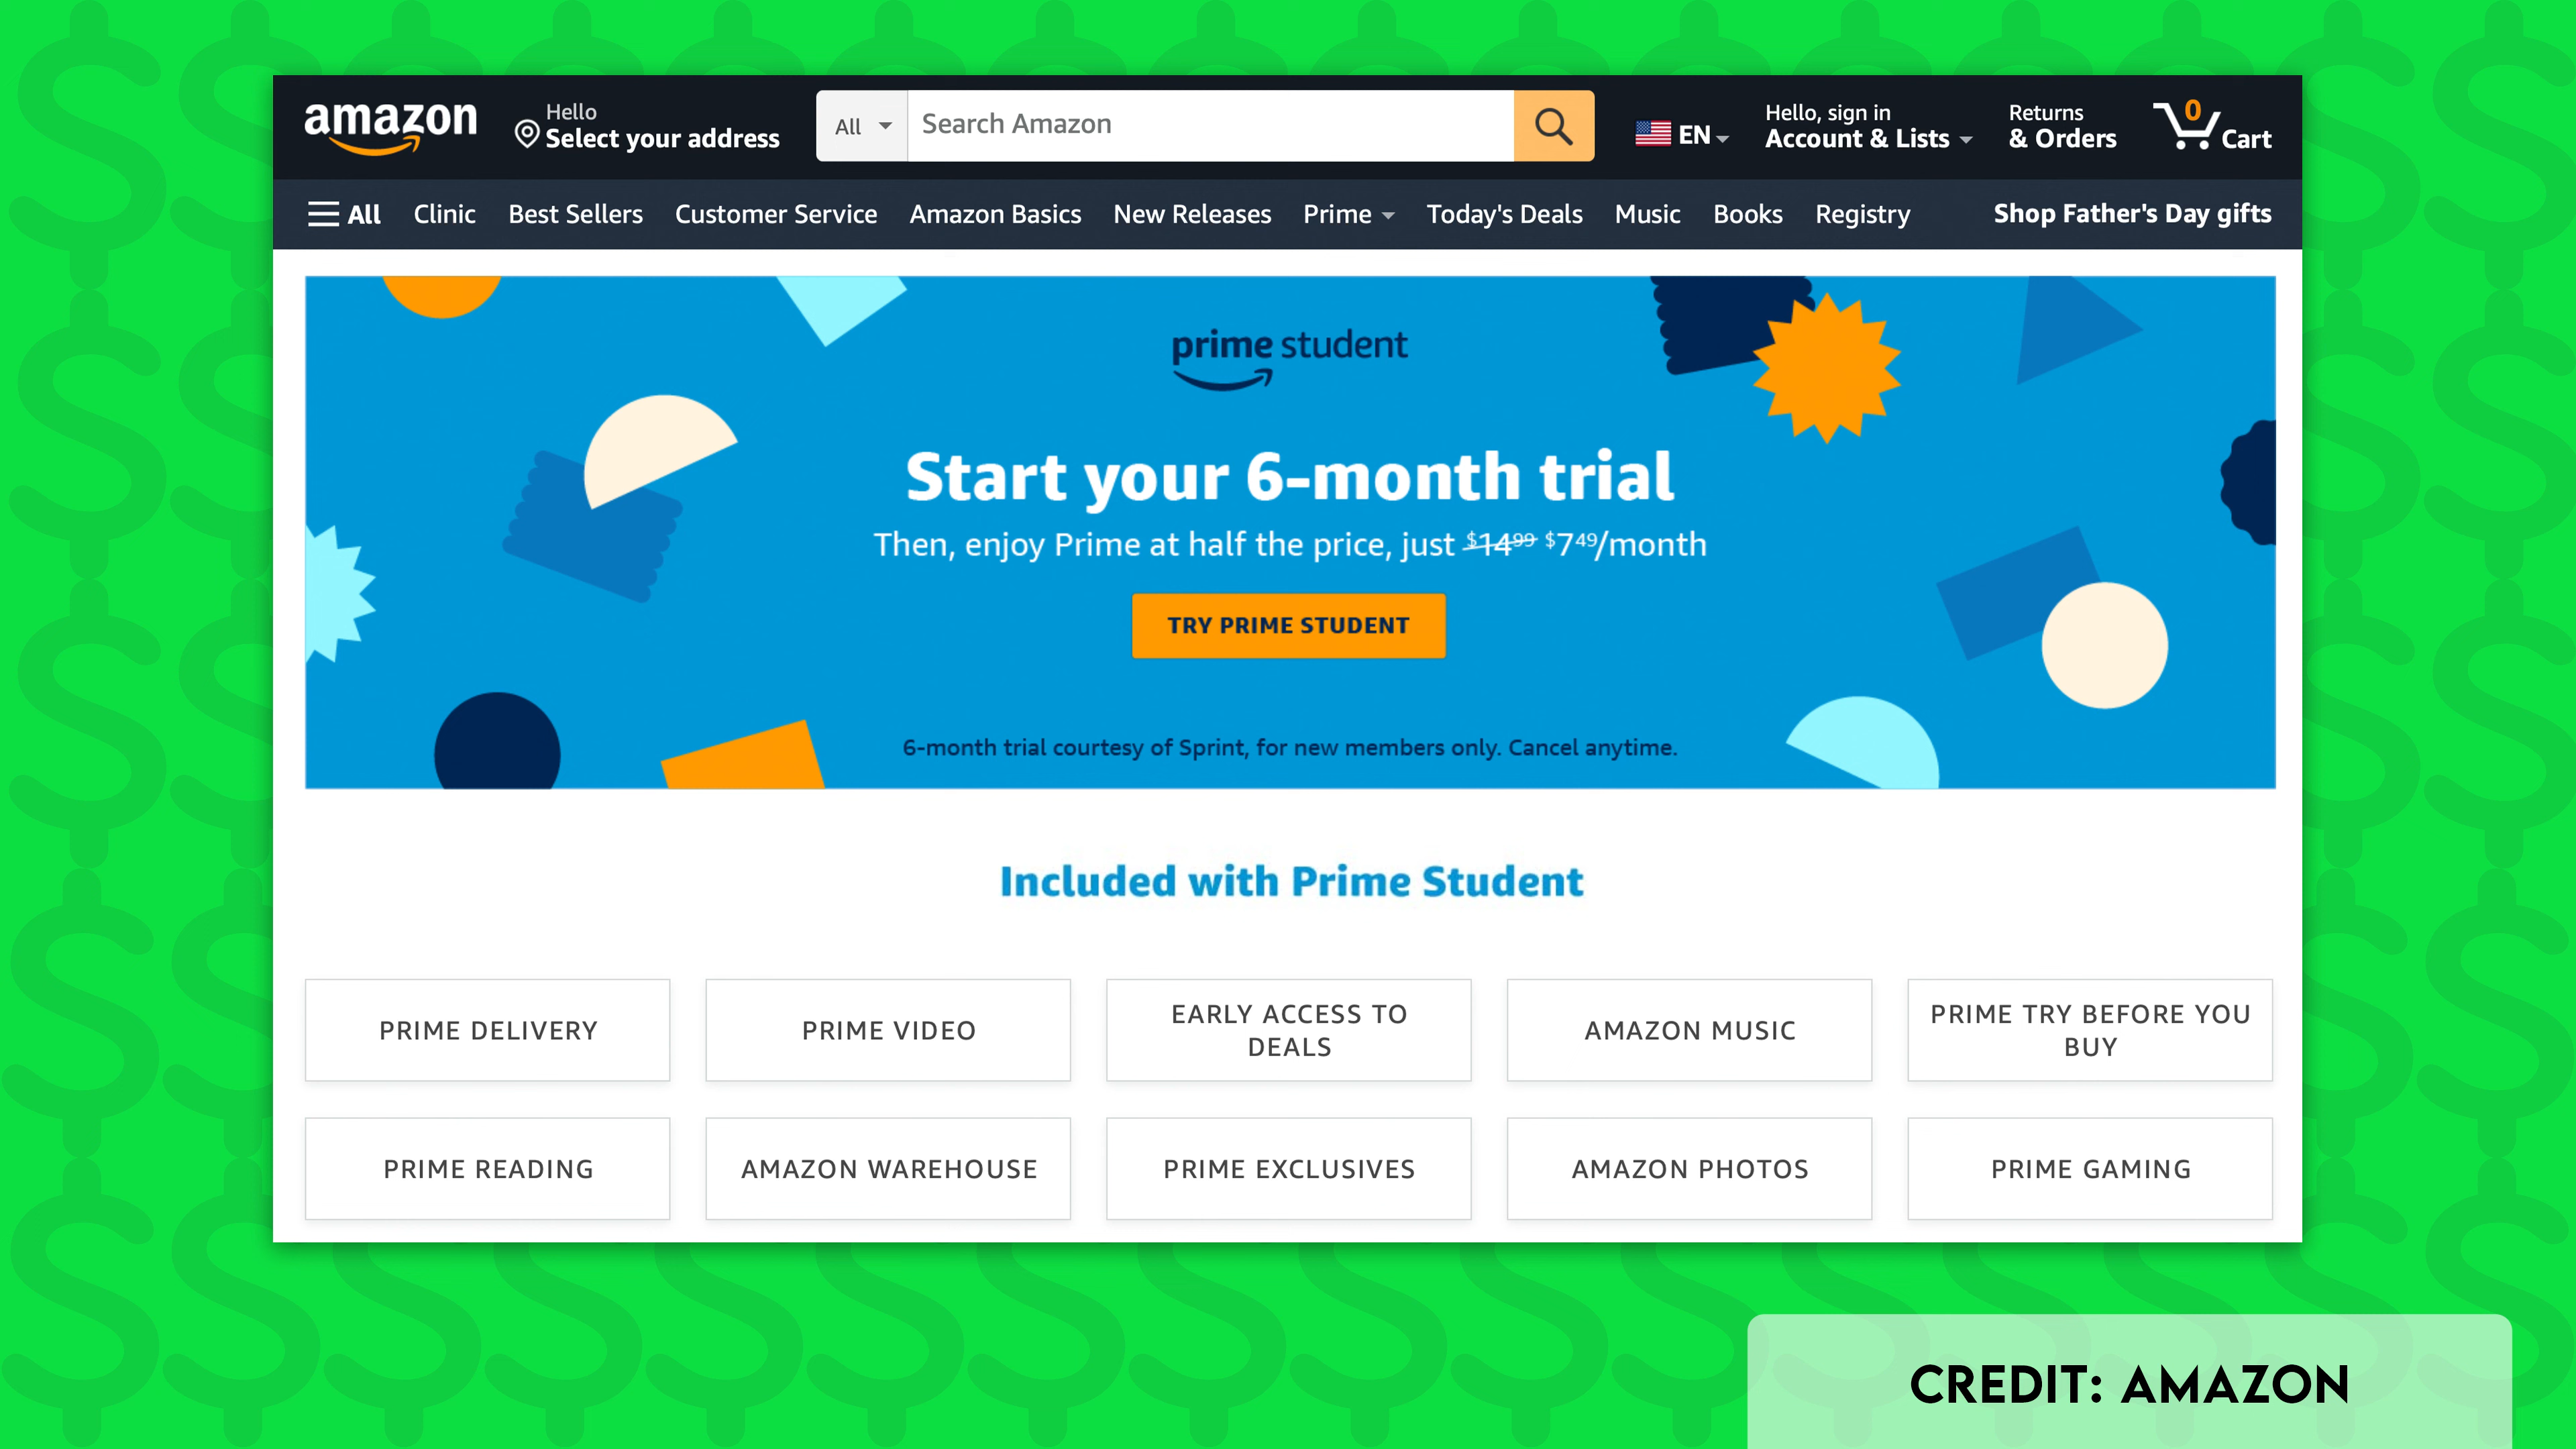 amazon
Hello
Select your address
All
Search Amazon
EN
Hello, sign in
Account & Lists
Returns
& Orders
0
Cart
All
Clinic
Best Sellers
Customer Service
Amazon Basics
New Releases
Prime
Today's Deals
Music
Books
Registry
Shop Father's Day gifts
prime student
Start your 6-month trial
Then, enjoy Prime at half the price, just $14.99 $7.49/month
TRY PRIME STUDENT
6-month trial courtesy of Sprint, for new members only. Cancel anytime.
Included with Prime Student
PRIME DELIVERY
PRIME VIDEO
EARLY ACCESS TO
DEALS
AMAZON MUSIC
PRIME TRY BEFORE YOU
BUY
PRIME READING
AMAZON WAREHOUSE
PRIME EXCLUSIVES
AMAZON PHOTOS
PRIME GAMING
CREDIT: AMAZON